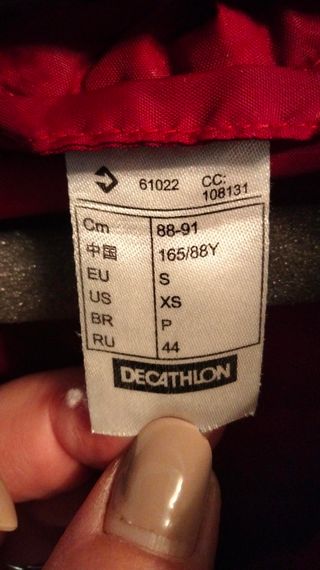 61022 CC:
108131
Cm 88-91
中国 165/88Y
EU S
US XS
BR P
RU 44
DECATHLON